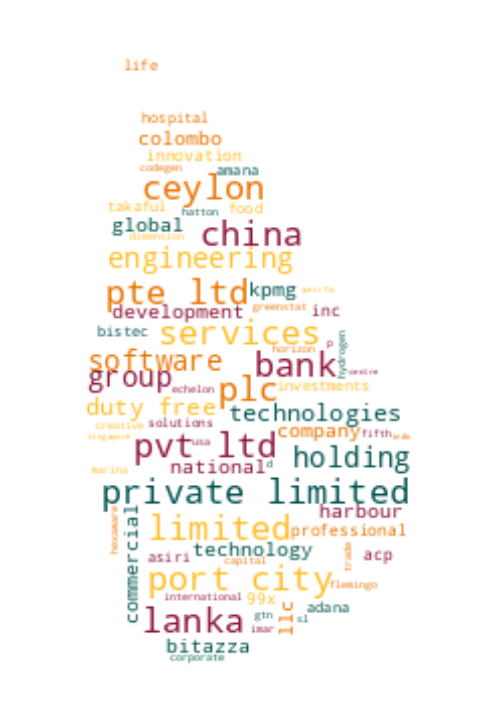 life
hospital
colombo
innovation
codegen amana
ceylon
takaful hatton food
global china
dimension
engineering
pte ltd kpmg pacific
development greenstat inc
bistec services hydrogen
software horizon p
group bank
echelon plc investments
duty free technologies
creative solutions company fifth
singapore pvt ltd usa holding
marina national d
private limited
hexaware commercial harbour
limited professional
technology trade
asiri capital acp
port city flemingo
international 99x
lanka gtn llc sl adana
imar
bitazza
corporate